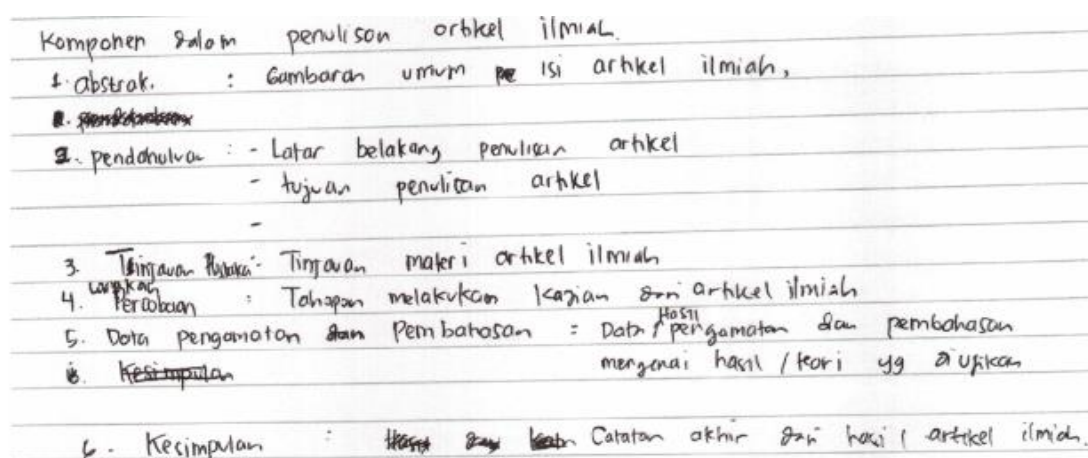 Komponen dalam penulisan artikel ilmiah.
1. abstrak. : Gambaran umum isi artikel ilmiah,
2.
2. pendahuluan : - Latar belakang penulisan artikel
- tujuan penulisan artikel
-
3. Tinjauan Pustaka : Tinjauan materi artikel ilmiah
4. Langkah Percobaan : Tahapan melakukan kajian dari artikel ilmiah
5. Data pengamatan dan Pembahasan : Data / Hasil pengamatan dan pembahasan
mengenai hasil / teori yg diujikan
6. Kesimpulan
6. Kesimpulan : Catatan akhir dari hasil artikel ilmiah.